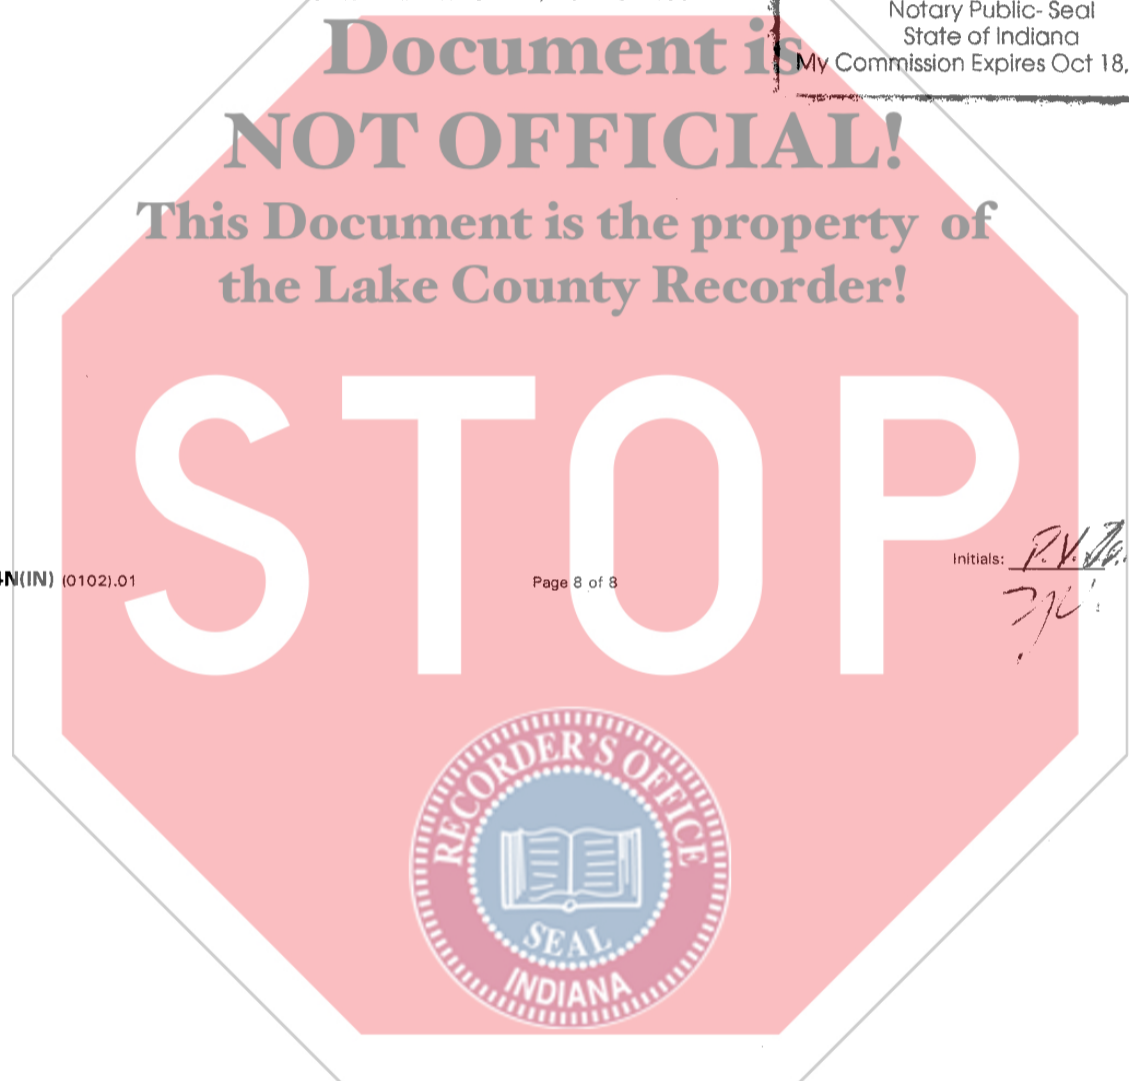 Notary Public- Seal
State of Indiana
My Commission Expires Oct 18,
Document is
NOT OFFICIAL!
This Document is the property of
the Lake County Recorder!
STOP
Initials: P.V.
N(IN) (0102).01
Page 8 of 8
RECORDER'S OFFICE
SEAL
INDIANA